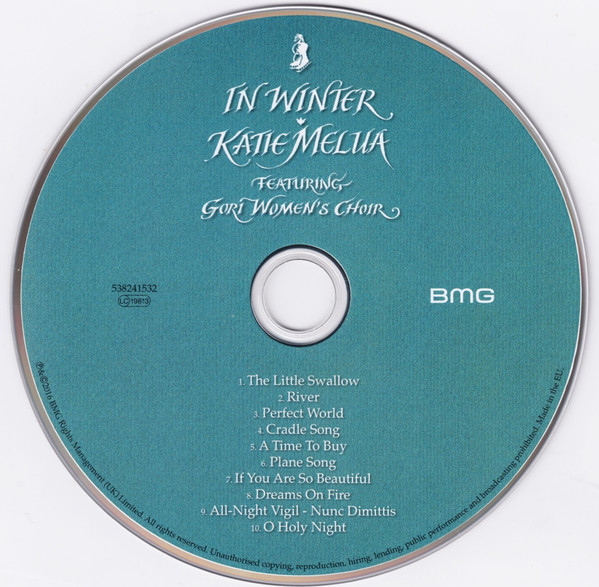 IN WINTER
KATIE MELUA
FEATURING
GORI WOMEN'S CHOIR
538241532
LC 19813
BMG
1. The Little Swallow
2. River
3. Perfect World
4. Cradle Song
5. A Time To Buy
6. Plane Song
7. If You Are So Beautiful
8. Dreams On Fire
9. All-Night Vigil - Nunc Dimittis
10. O Holy Night
℗&©2016 BMG Rights Management (UK) Limited. All rights reserved. Unauthorised copying, reproduction, hiring, lending, public performance and broadcasting prohibited. Made in the EU.